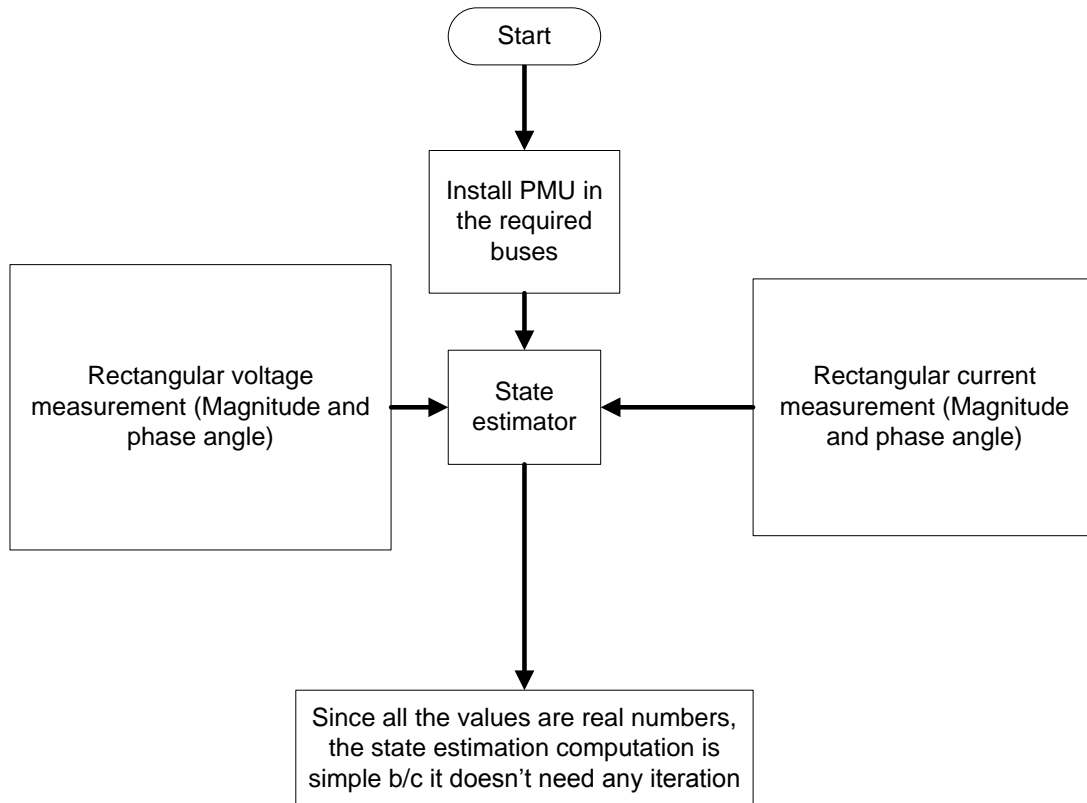 Start
Install PMU in
the required
buses
Rectangular voltage
measurement (Magnitude and
phase angle)
State
estimator
Rectangular current
measurement (Magnitude
and phase angle)
Since all the values are real numbers,
the state estimation computation is
simple b/c it doesn’t need any iteration